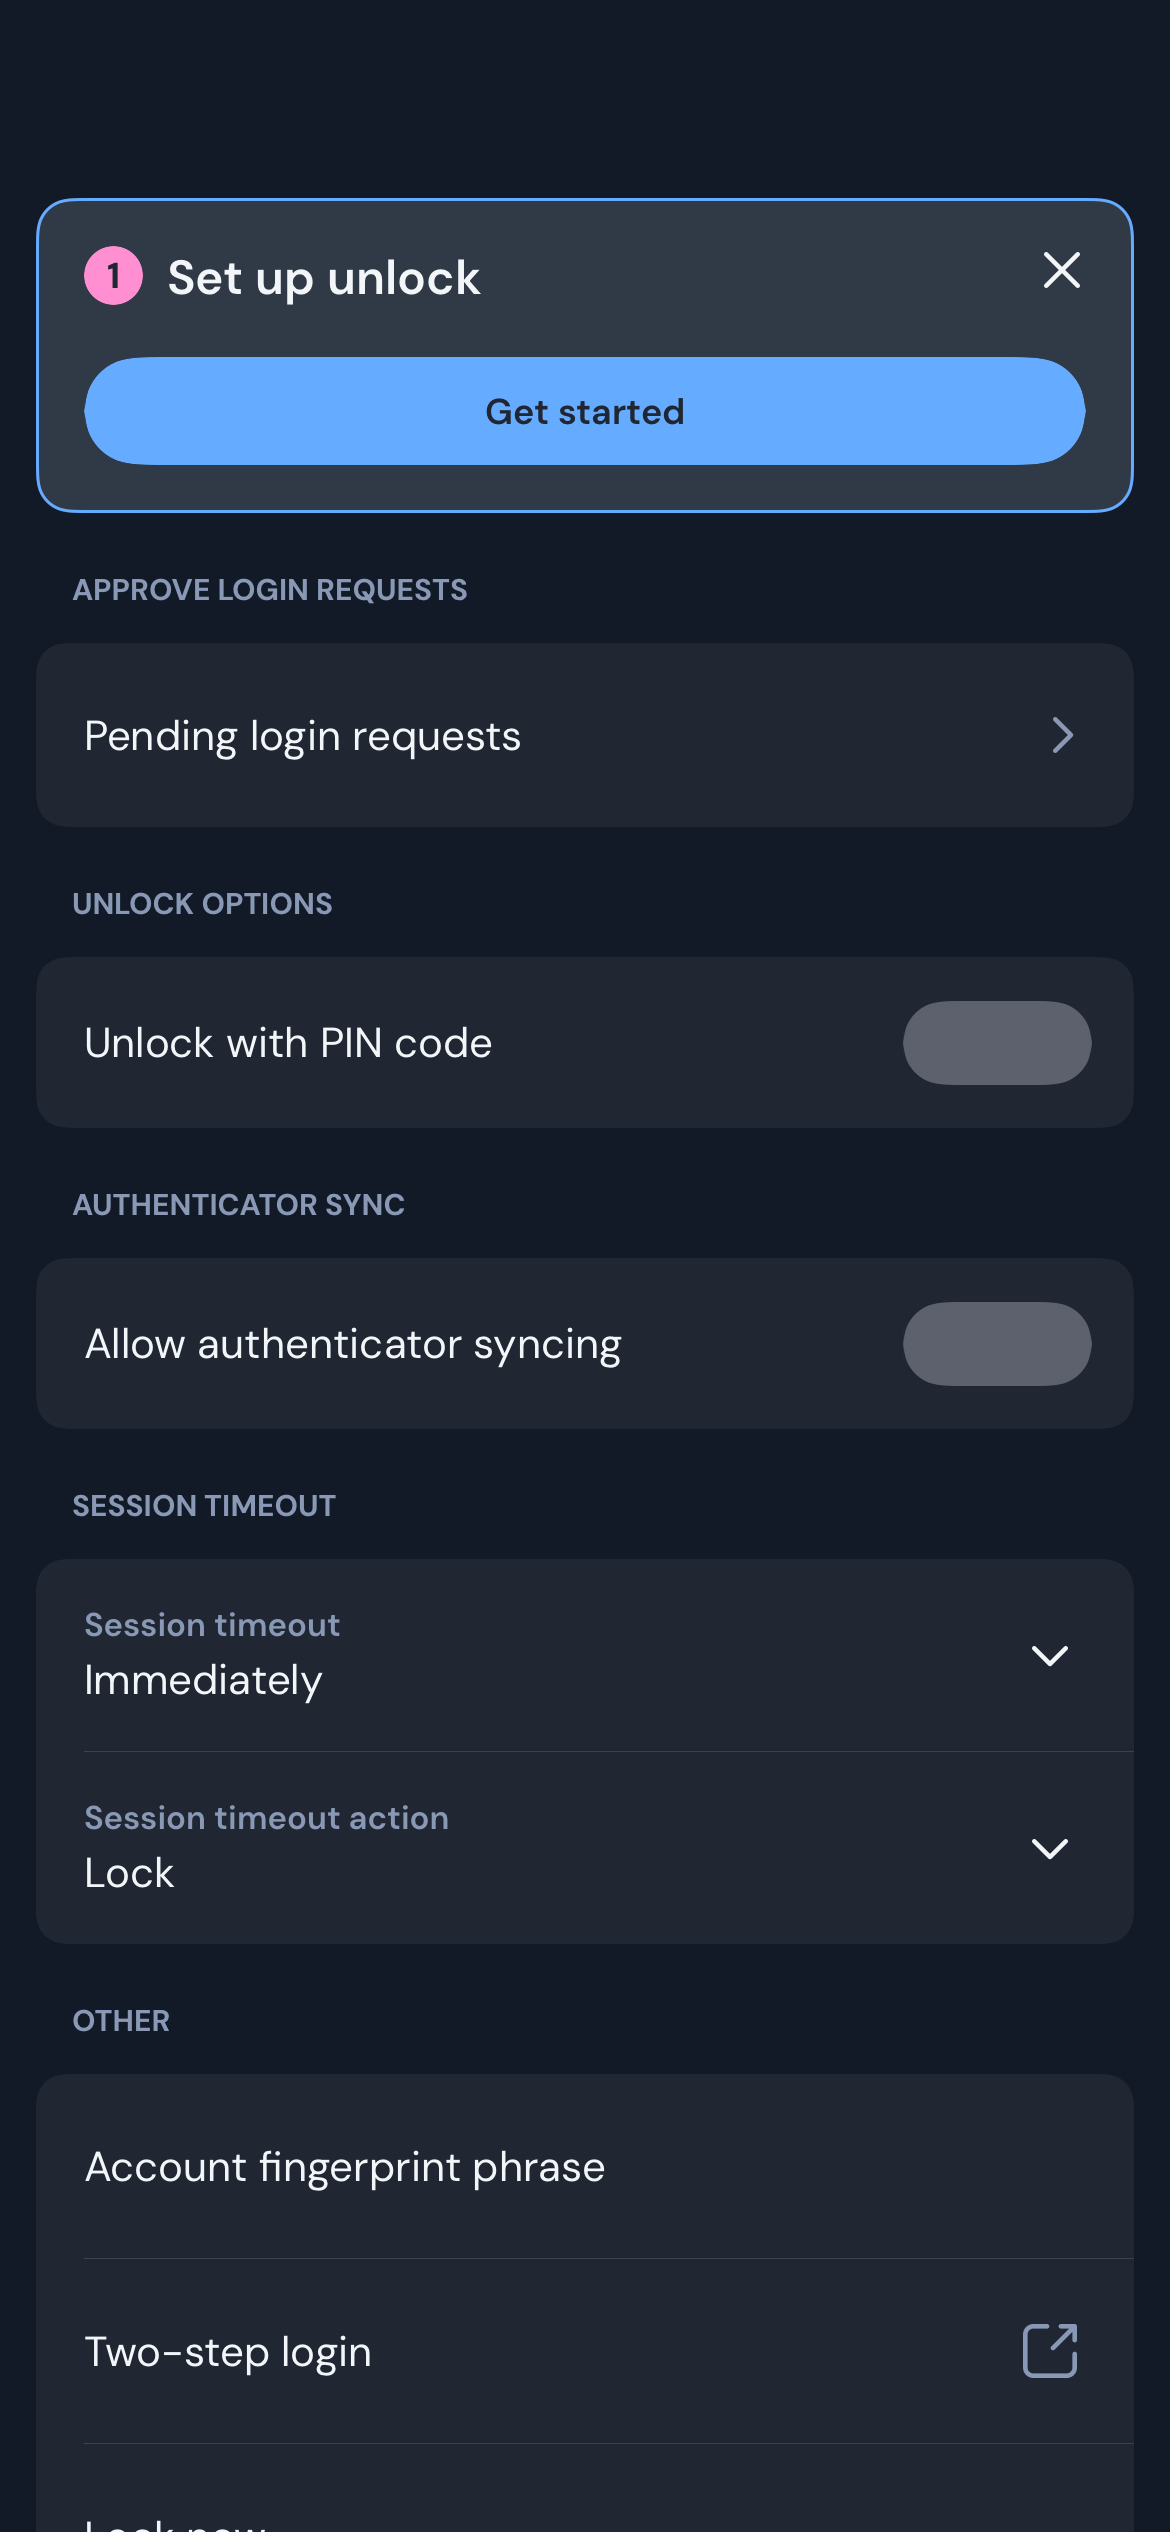 1 Set up unlock
Get started
APPROVE LOGIN REQUESTS
Pending login requests
UNLOCK OPTIONS
Unlock with PIN code
AUTHENTICATOR SYNC
Allow authenticator syncing
SESSION TIMEOUT
Session timeout
Immediately
Session timeout action
Lock
OTHER
Account fingerprint phrase
Two-step login
Lock now